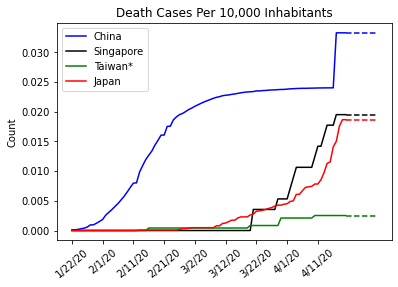 Death Cases Per 10,000 Inhabitants
China
Singapore
Taiwan*
Japan
Count
0.030
0.025
0.020
0.015
0.010
0.005
0.000
1/22/20 2/1/20 2/11/20 2/21/20 3/2/20 3/12/20 3/22/20 4/1/20 4/11/20